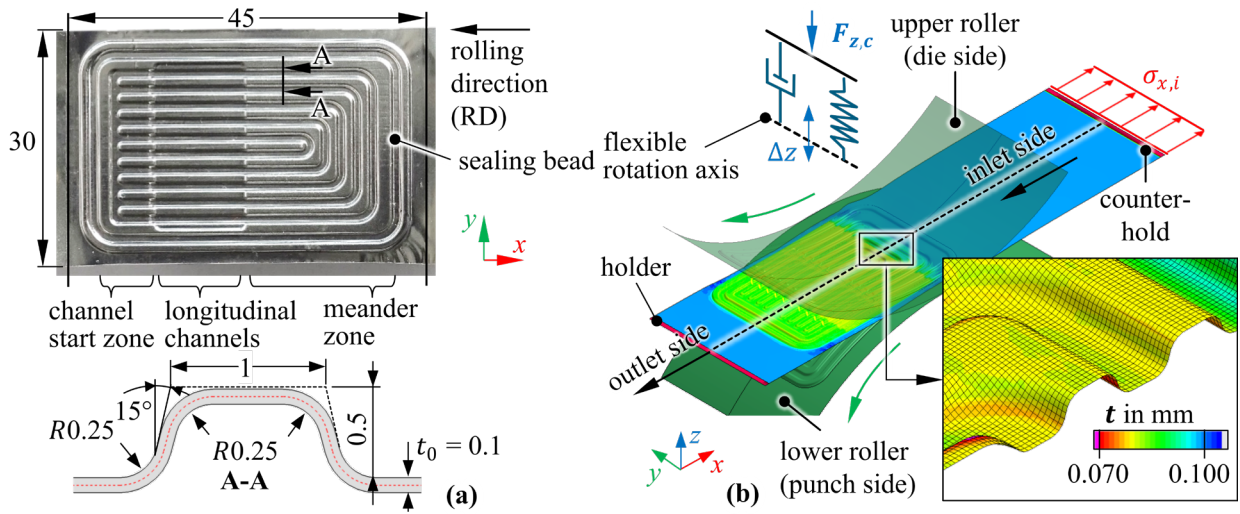 45
30
A
A
rolling
direction
(RD)
sealing bead
y
x
channel
start zone
longitudinal
channels
meander
zone
1
15°
R0.25
R0.25
0.5
t₀ = 0.1
A-A
(a)
F_z,c
Δz
flexible
rotation axis
upper roller
(die side)
σ_x,i
inlet side
counter-
hold
holder
outlet side
lower roller
(punch side)
z
y
x
(b)
t in mm
0.070
0.100